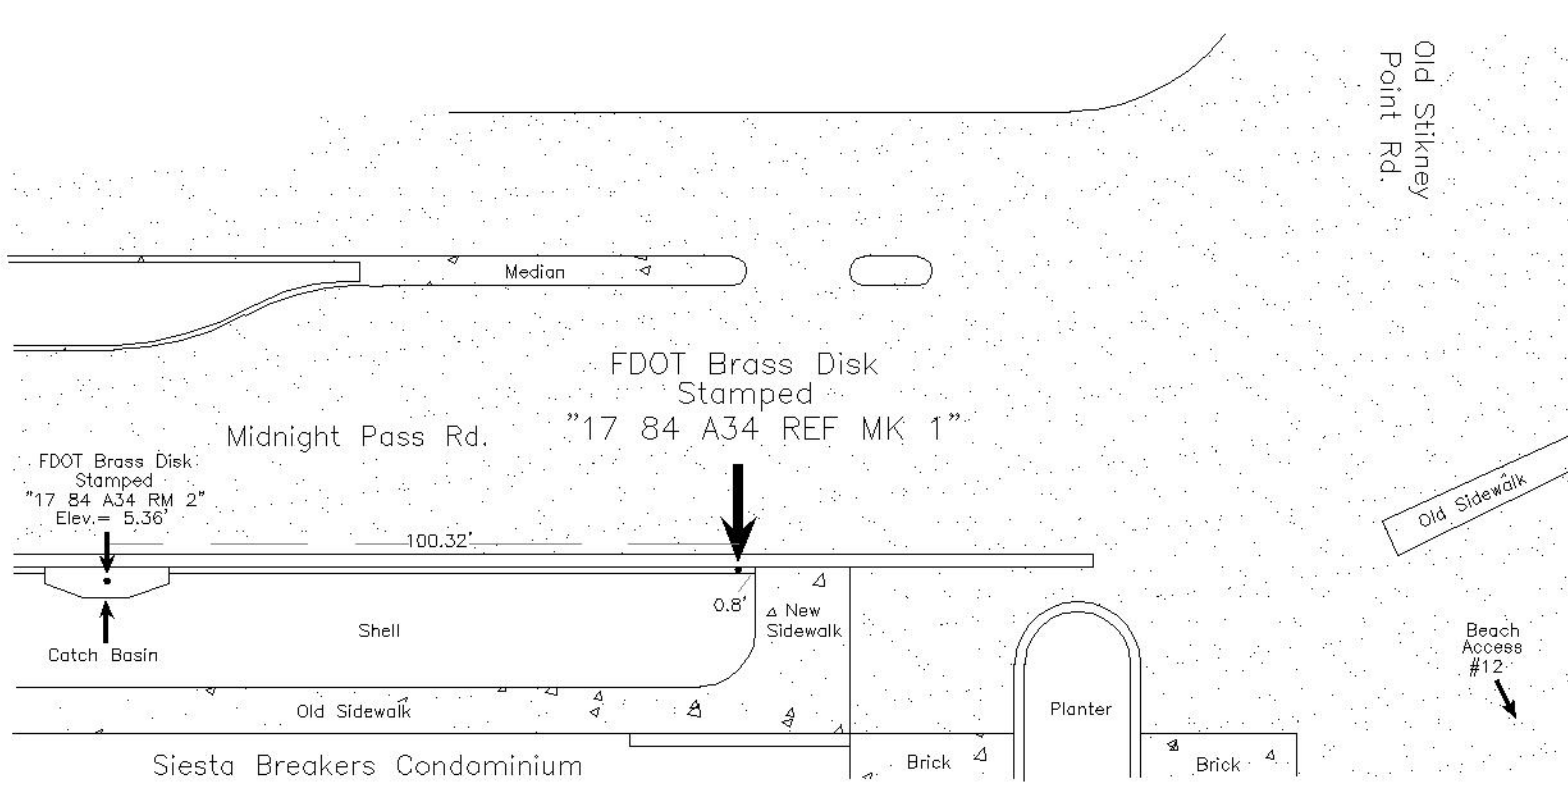 Old Stikney
Point Rd.
Median
FDOT Brass Disk
Stamped
"17 84 A34 REF MK 1"
Midnight Pass Rd.
FDOT Brass Disk
Stamped
"17 84 A34 RM 2"
Elev.= 5.36'
100.32'
Old Sidewalk
0.8'
New
Sidewalk
Shell
Catch Basin
Beach
Access
#12
Old Sidewalk
Planter
Siesta Breakers Condominium
Brick
Brick